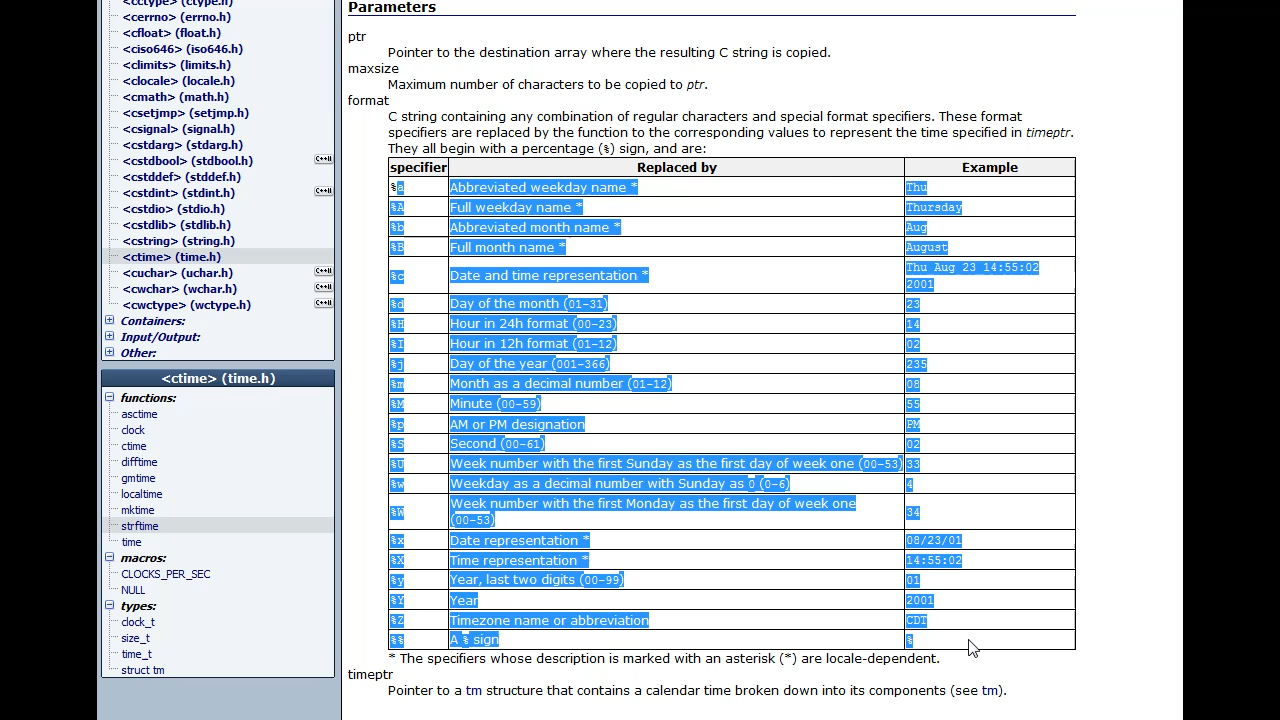 <cctype> (ctype.h)
<cerrno> (errno.h)
<cfloat> (float.h)
<ciso646> (iso646.h)
<climits> (limits.h)
<clocale> (locale.h)
<cmath> (math.h)
<csetjmp> (setjmp.h)
<csignal> (signal.h)
<cstdarg> (stdarg.h)
<cstdbool> (stdbool.h) C++11
<cstddef> (stddef.h)
<cstdint> (stdint.h) C++11
<cstdio> (stdio.h)
<cstdlib> (stdlib.h)
<cstring> (string.h)
<ctime> (time.h)
<cuchar> (uchar.h) C++11
<cwchar> (wchar.h) C++11
<cwctype> (wctype.h) C++11
Containers:
Input/Output:
Other:
<ctime> (time.h)
functions:
asctime
clock
ctime
difftime
gmtime
localtime
mktime
strftime
time
macros:
CLOCKS_PER_SEC
NULL
types:
clock_t
size_t
time_t
struct tm
Parameters
ptr
Pointer to the destination array where the resulting C string is copied.
maxsize
Maximum number of characters to be copied to ptr.
format
C string containing any combination of regular characters and special format specifiers. These format
specifiers are replaced by the function to the corresponding values to represent the time specified in timeptr.
They all begin with a percentage (%) sign, and are:
specifier Replaced by Example
%a Abbreviated weekday name * Thu
%A Full weekday name * Thursday
%b Abbreviated month name * Aug
%B Full month name * August
%c Date and time representation * Thu Aug 23 14:55:02
2001
%d Day of the month (01-31) 23
%H Hour in 24h format (00-23) 14
%I Hour in 12h format (01-12) 02
%j Day of the year (001-366) 235
%m Month as a decimal number (01-12) 08
%M Minute (00-59) 55
%p AM or PM designation PM
%S Second (00-61) 02
%U Week number with the first Sunday as the first day of week one (00-53) 33
%w Weekday as a decimal number with Sunday as 0 (0-6) 4
%W Week number with the first Monday as the first day of week one
(00-53) 34
%x Date representation * 08/23/01
%X Time representation * 14:55:02
%y Year, last two digits (00-99) 01
%Y Year 2001
%Z Timezone name or abbreviation CDT
%% A % sign %
* The specifiers whose description is marked with an asterisk (*) are locale-dependent.
timeptr
Pointer to a tm structure that contains a calendar time broken down into its components (see tm).